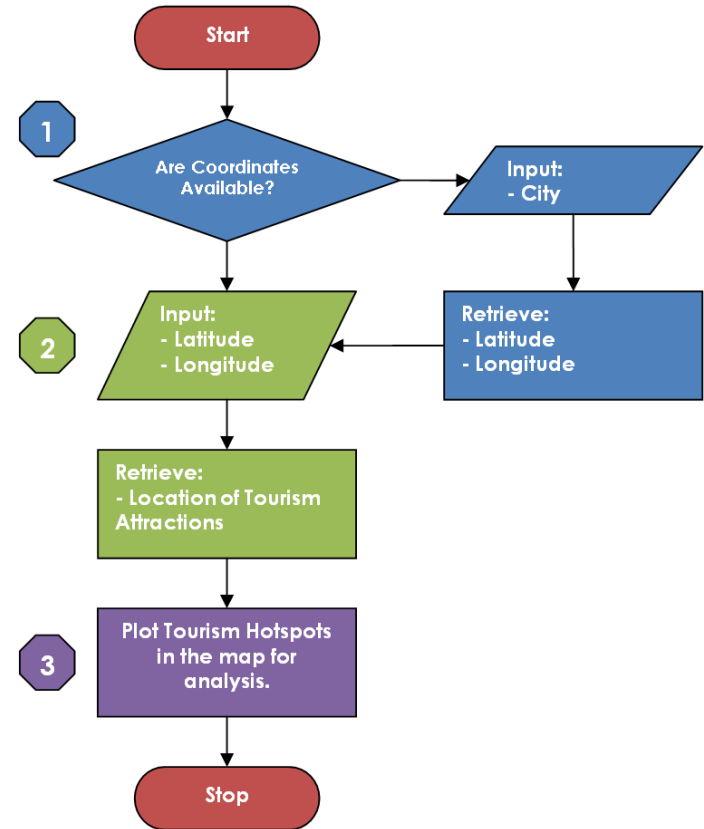 Start
1
Are Coordinates
Available?
Input:
- City
2
Input:
- Latitude
- Longitude
Retrieve:
- Latitude
- Longitude
Retrieve:
- Location of Tourism
Attractions
3
Plot Tourism Hotspots
in the map for
analysis.
Stop